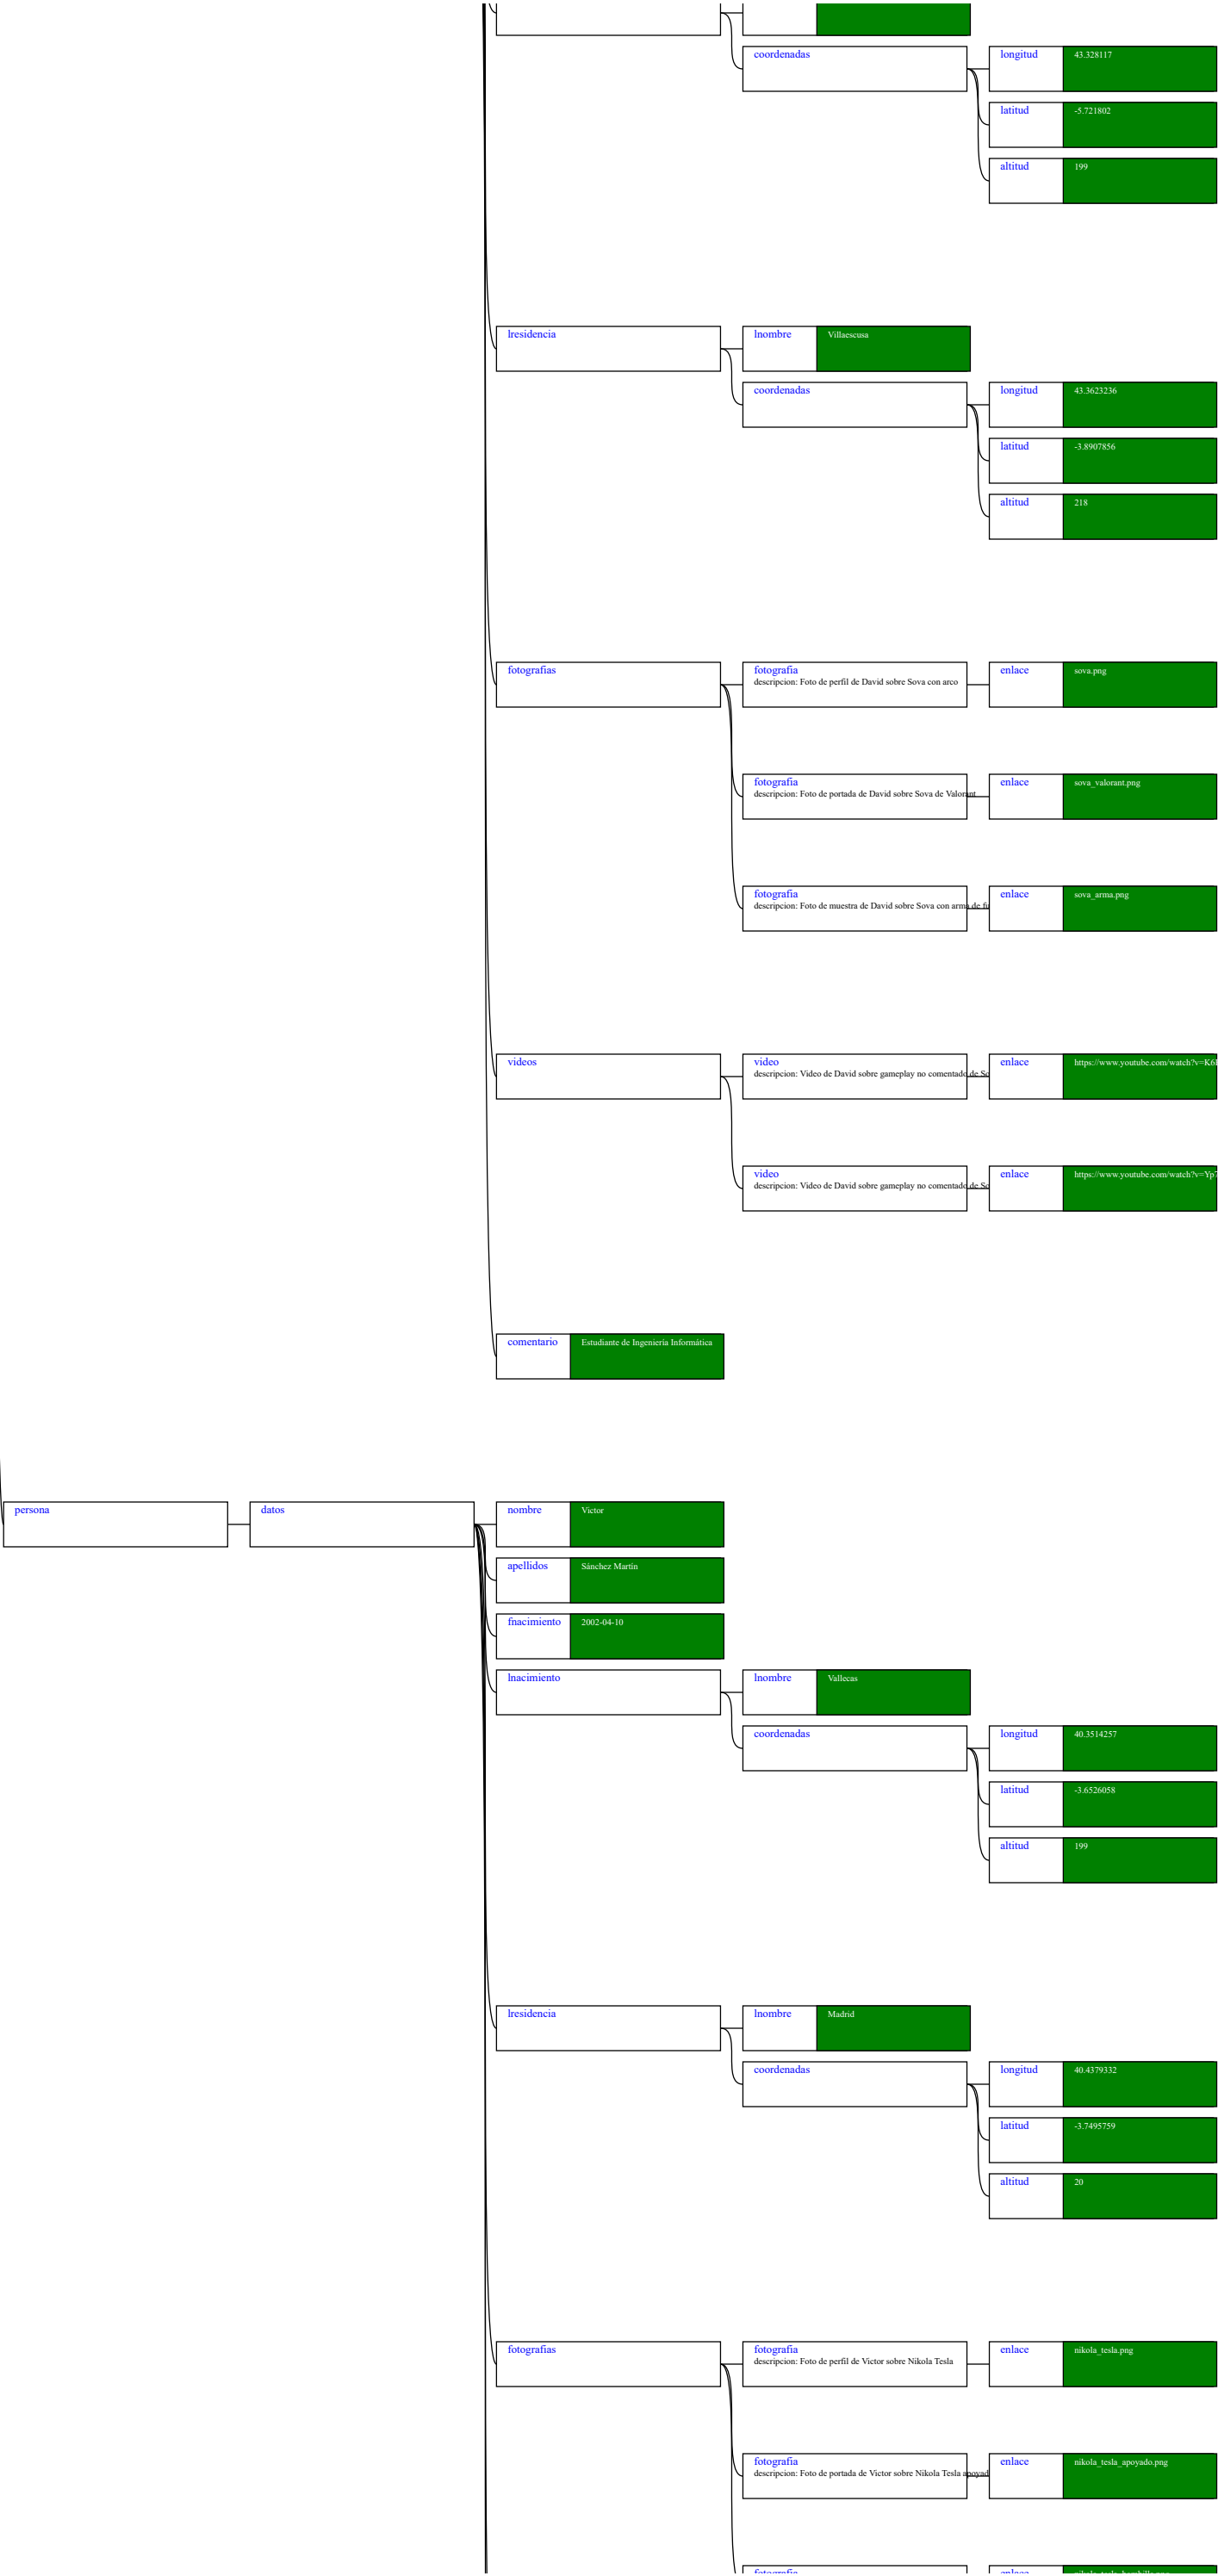 coordenadas
longitud 43.328117
latitud -5.721802
altitud 199
lresidencia
lnombre Villaescusa
coordenadas
longitud 43.3623236
latitud -3.8907856
altitud 218
fotografias
fotografia
descripcion: Foto de perfil de David sobre Sova con arco
enlace sova.png
fotografia
descripcion: Foto de portada de David sobre Sova de Valorant
enlace sova_valorant.png
fotografia
descripcion: Foto de muestra de David sobre Sova con arma de
enlace sova_arma.png
videos
video
descripcion: Video de David sobre gameplay no comentado de
enlace https://www.youtube.com/watch?v=K6
video
descripcion: Video de David sobre gameplay no comentado de
enlace https://www.youtube.com/watch?v=Yp7
comentario Estudiante de Ingeniería Informática
persona
datos
nombre Victor
apellidos Sánchez Martín
fnacimiento 2002-04-10
lnacimiento
lnombre Vallecas
coordenadas
longitud 40.3514257
latitud -3.6526058
altitud 199
lresidencia
lnombre Madrid
coordenadas
longitud 40.4379332
latitud -3.7495759
altitud 20
fotografias
fotografia
descripcion: Foto de perfil de Victor sobre Nikola Tesla
enlace nikola_tesla.png
fotografia
descripcion: Foto de portada de Victor sobre Nikola Tesla apoyad
enlace nikola_tesla_apoyado.png
fotografia
enlace